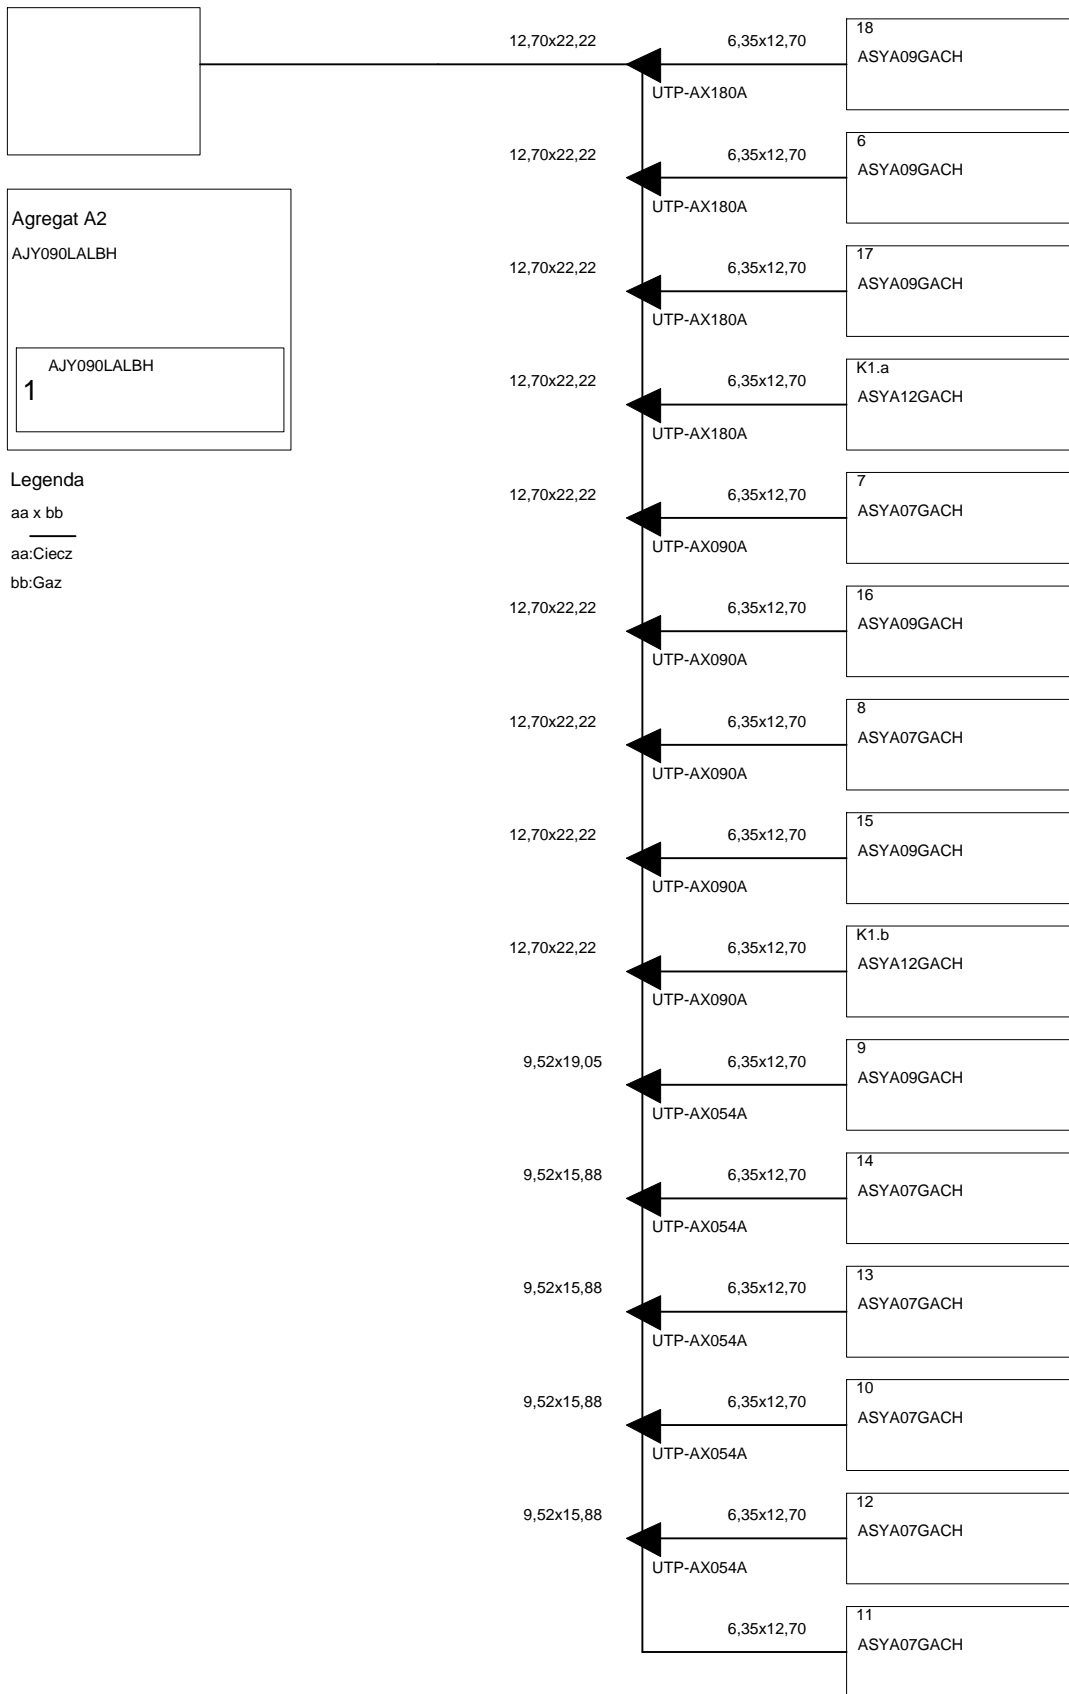 12,70x22,22 6,35x12,70 18
ASYA09GACH
UTP-AX180A
12,70x22,22 6,35x12,70 6
ASYA09GACH
UTP-AX180A
Agregat A2
AJY090LALBH
12,70x22,22 6,35x12,70 17
ASYA09GACH
UTP-AX180A
AJY090LALBH
1
12,70x22,22 6,35x12,70 K1.a
ASYA12GACH
UTP-AX180A
Legenda
aa x bb
aa:Ciecz
bb:Gaz
12,70x22,22 6,35x12,70 7
ASYA07GACH
UTP-AX090A
12,70x22,22 6,35x12,70 16
ASYA09GACH
UTP-AX090A
12,70x22,22 6,35x12,70 8
ASYA07GACH
UTP-AX090A
12,70x22,22 6,35x12,70 15
ASYA09GACH
UTP-AX090A
12,70x22,22 6,35x12,70 K1.b
ASYA12GACH
UTP-AX090A
9,52x19,05 6,35x12,70 9
ASYA09GACH
UTP-AX054A
9,52x15,88 6,35x12,70 14
ASYA07GACH
UTP-AX054A
9,52x15,88 6,35x12,70 13
ASYA07GACH
UTP-AX054A
9,52x15,88 6,35x12,70 10
ASYA07GACH
UTP-AX054A
9,52x15,88 6,35x12,70 12
ASYA07GACH
UTP-AX054A
6,35x12,70 11
ASYA07GACH